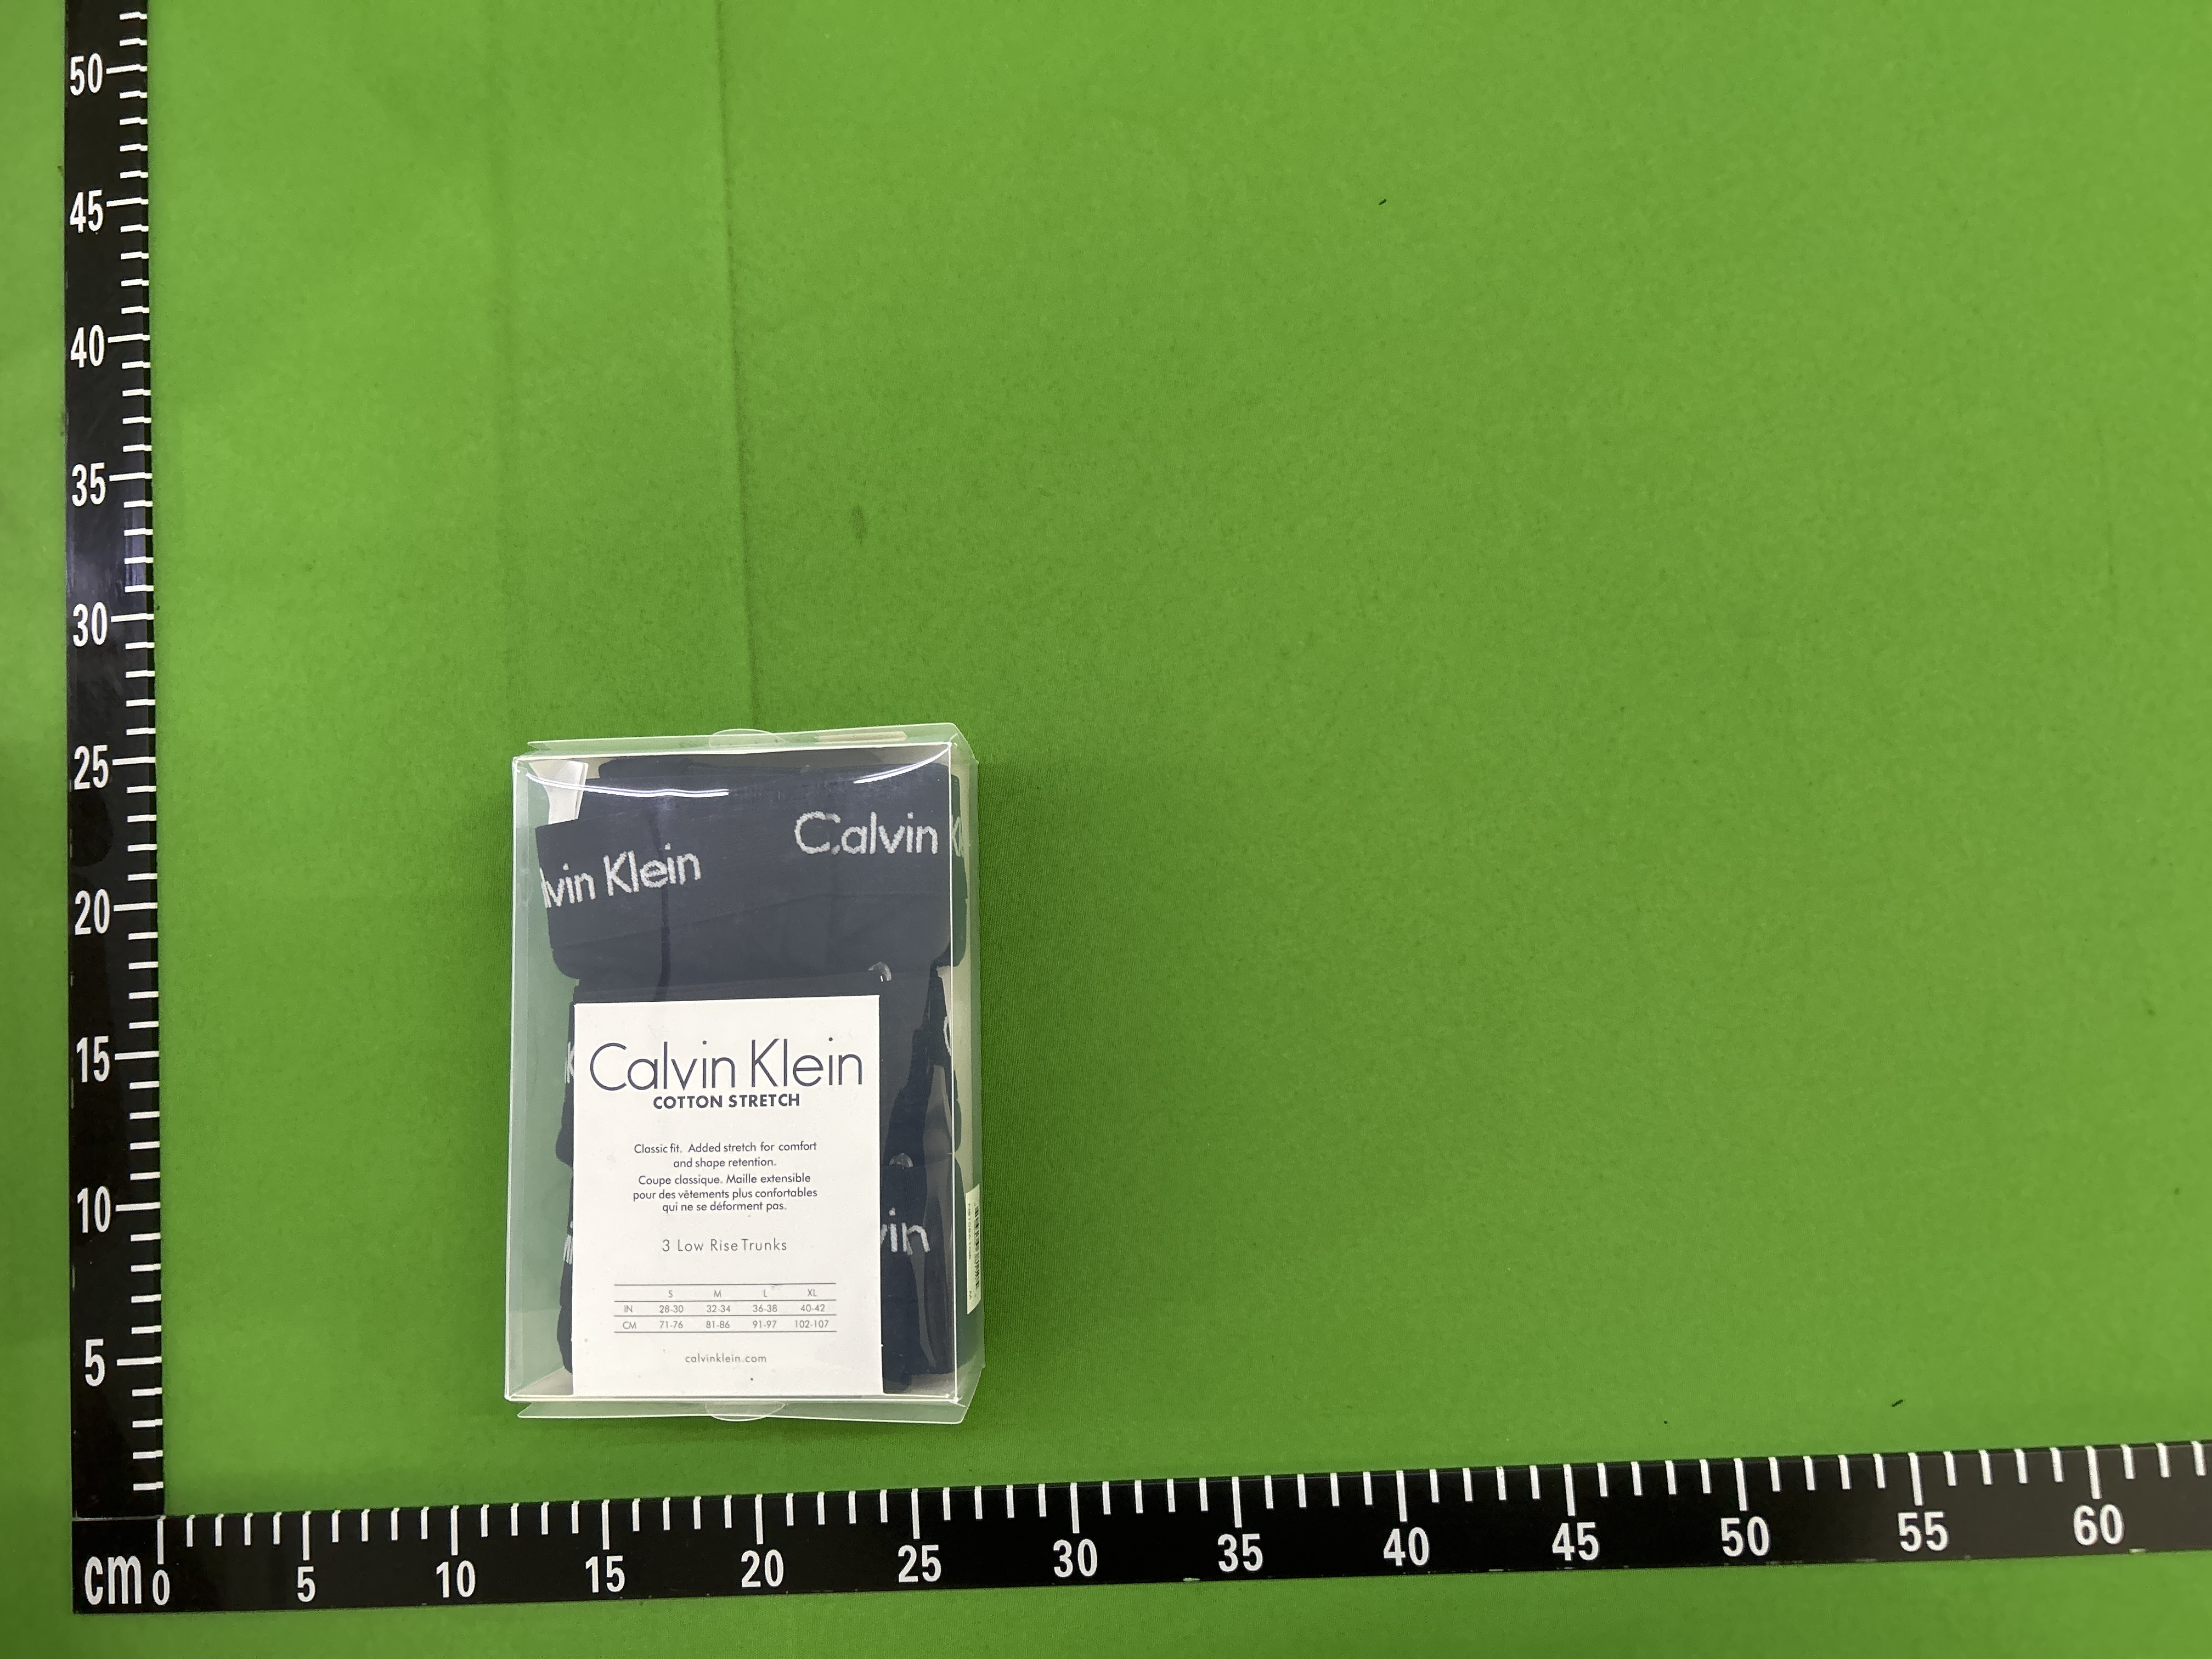 50
45
40
35
30
25
20
15
10
5
cm 0 5 10 15 20 25 30 35 40 45 50 55 60
Calvin
lvin Klein
Calvin Klein
COTTON STRETCH
Classic fit. Added stretch for comfort
and shape retention.
Coupe classique. Maille extensible
pour des vêtements plus confortables
qui ne se déforment pas.
vin
3 Low Rise Trunks
S M L XL
IN 28-30 32-34 36-38 40-42
CM 71-76 81-86 91-97 102-107
calvinklein.com